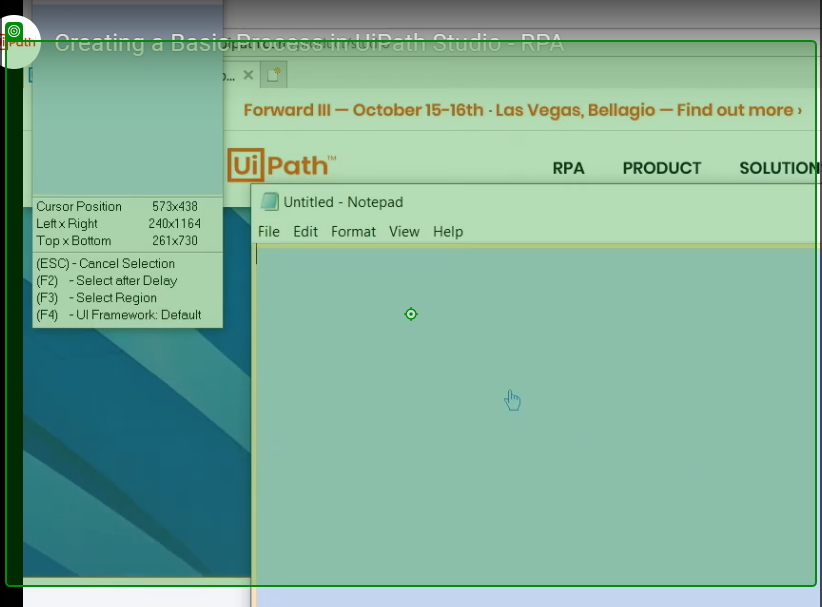 Creating a Basic Process in UiPath Studio - RPA
Forward III — October 15-16th · Las Vegas, Bellagio — Find out more ›
UiPath™
RPA PRODUCT SOLUTION
Untitled - Notepad
File Edit Format View Help
Cursor Position 573x438
Left x Right 240x1164
Top x Bottom 261x730
(ESC) - Cancel Selection
(F2) - Select after Delay
(F3) - Select Region
(F4) - UI Framework: Default